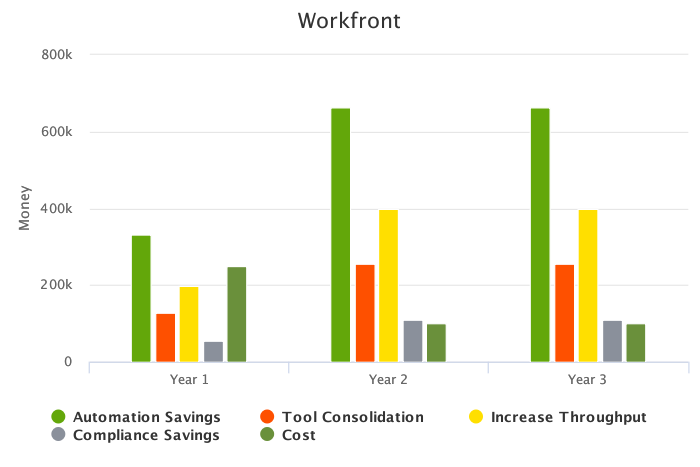 Workfront
800k
600k
400k
200k
0
Money
Year 1 Year 2 Year 3
Automation Savings Tool Consolidation Increase Throughput
Compliance Savings Cost